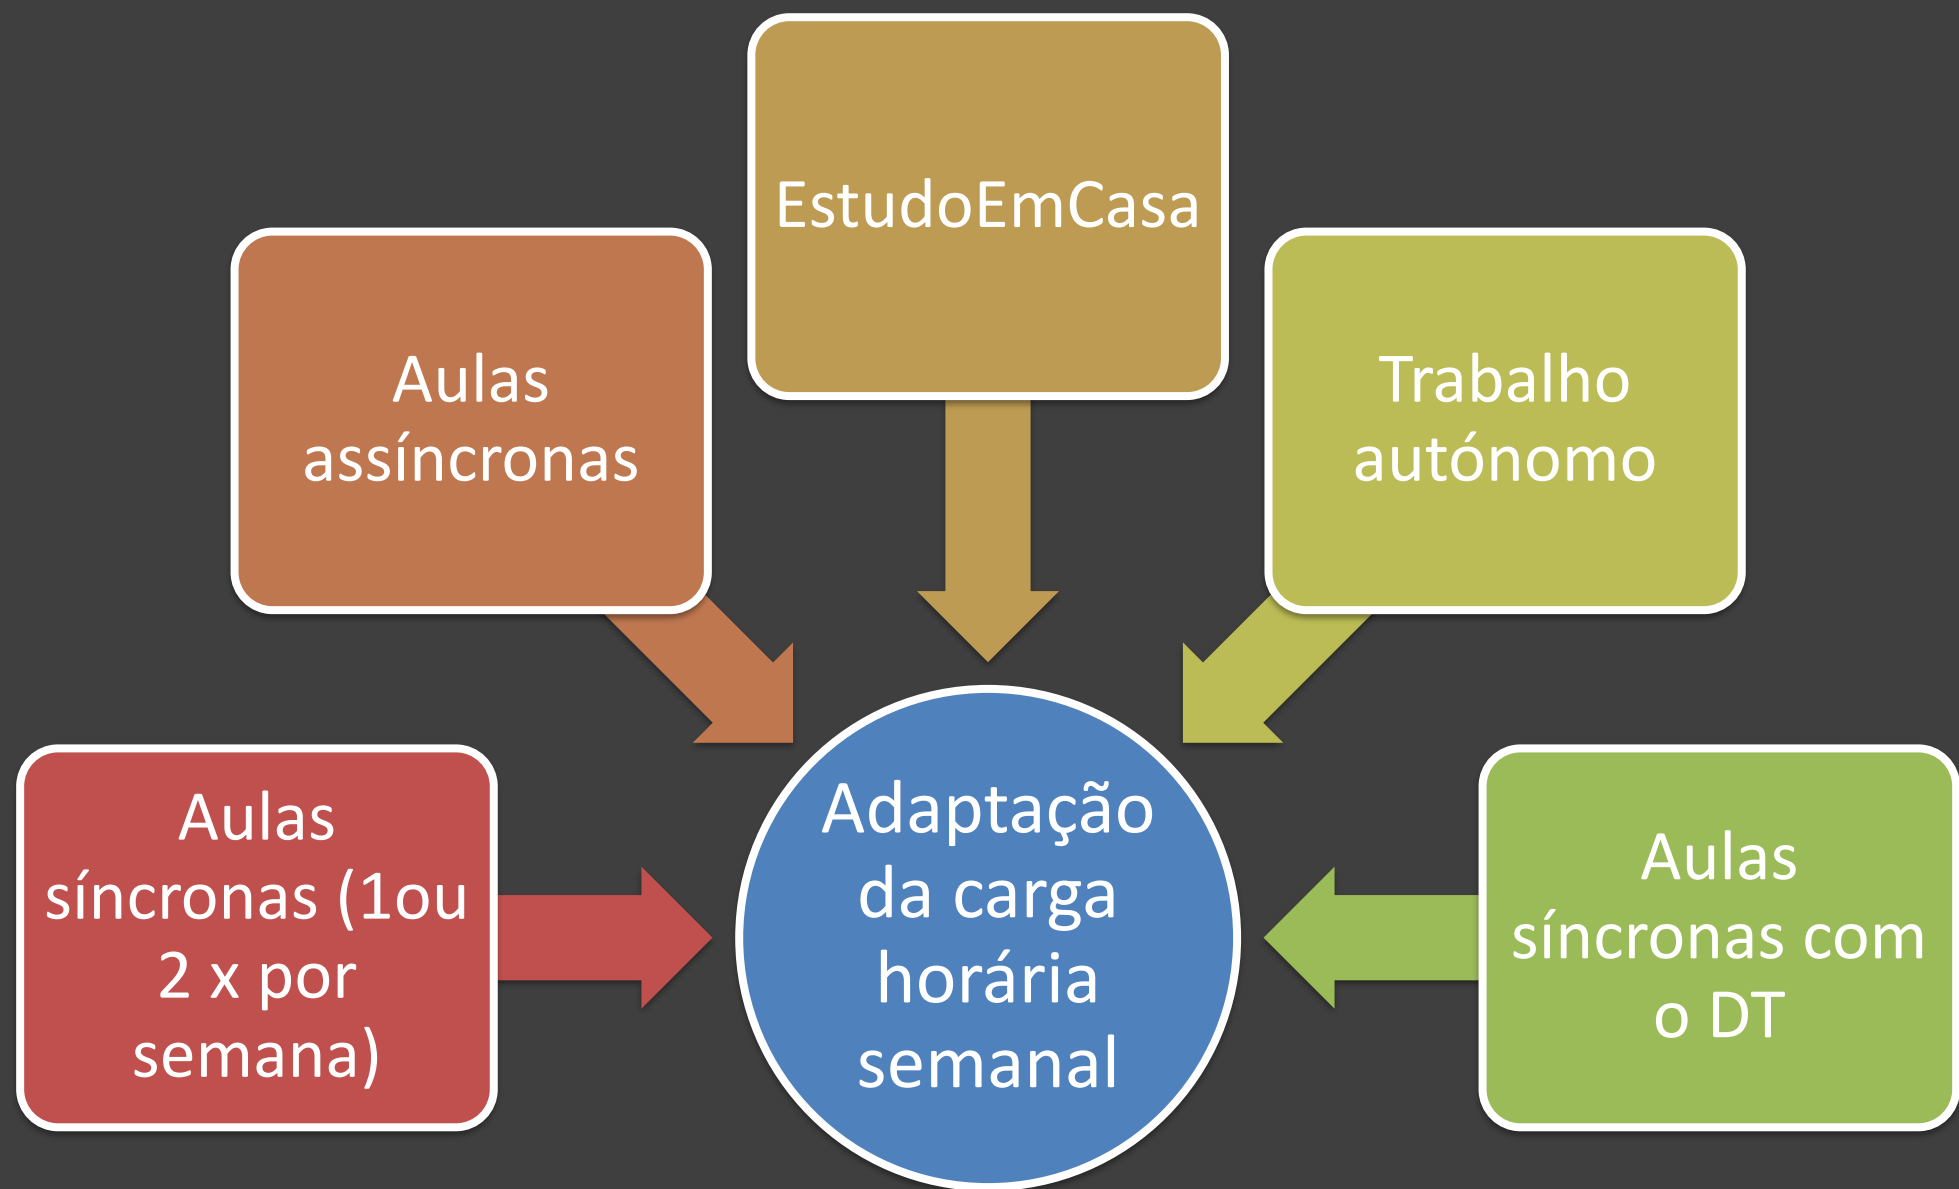 EstudoEmCasa
Aulas
assíncronas
Trabalho
autónomo
Aulas
síncronas (1ou
2 x por
semana)
Adaptação
da carga
horária
semanal
Aulas
síncronas com
o DT